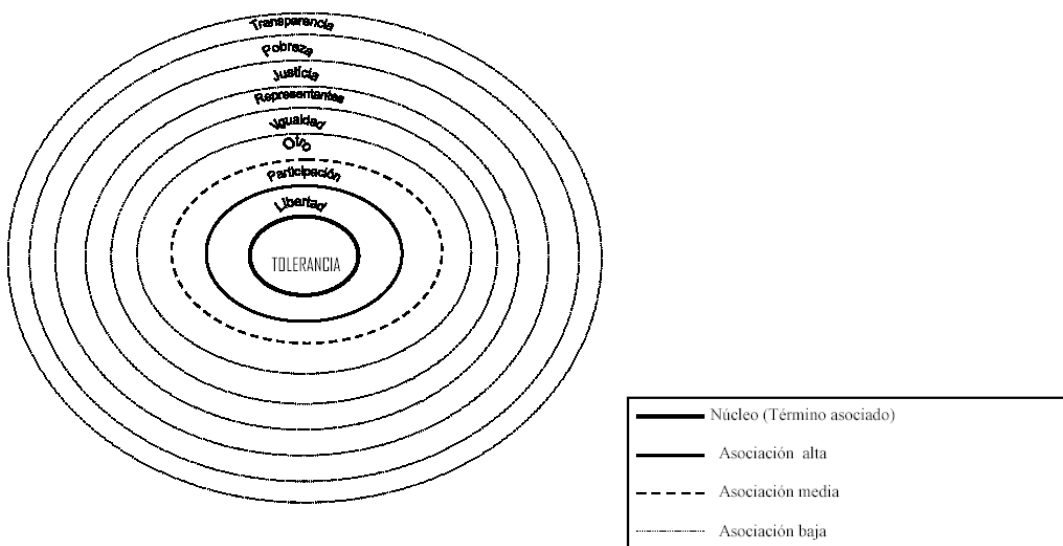 Transparencia
Pobreza
Justicia
Representantes
Igualdad
Otro
Participación
Libertad
TOLERANCIA
Núcleo (Término asociado)
Asociación alta
Asociación media
Asociación baja